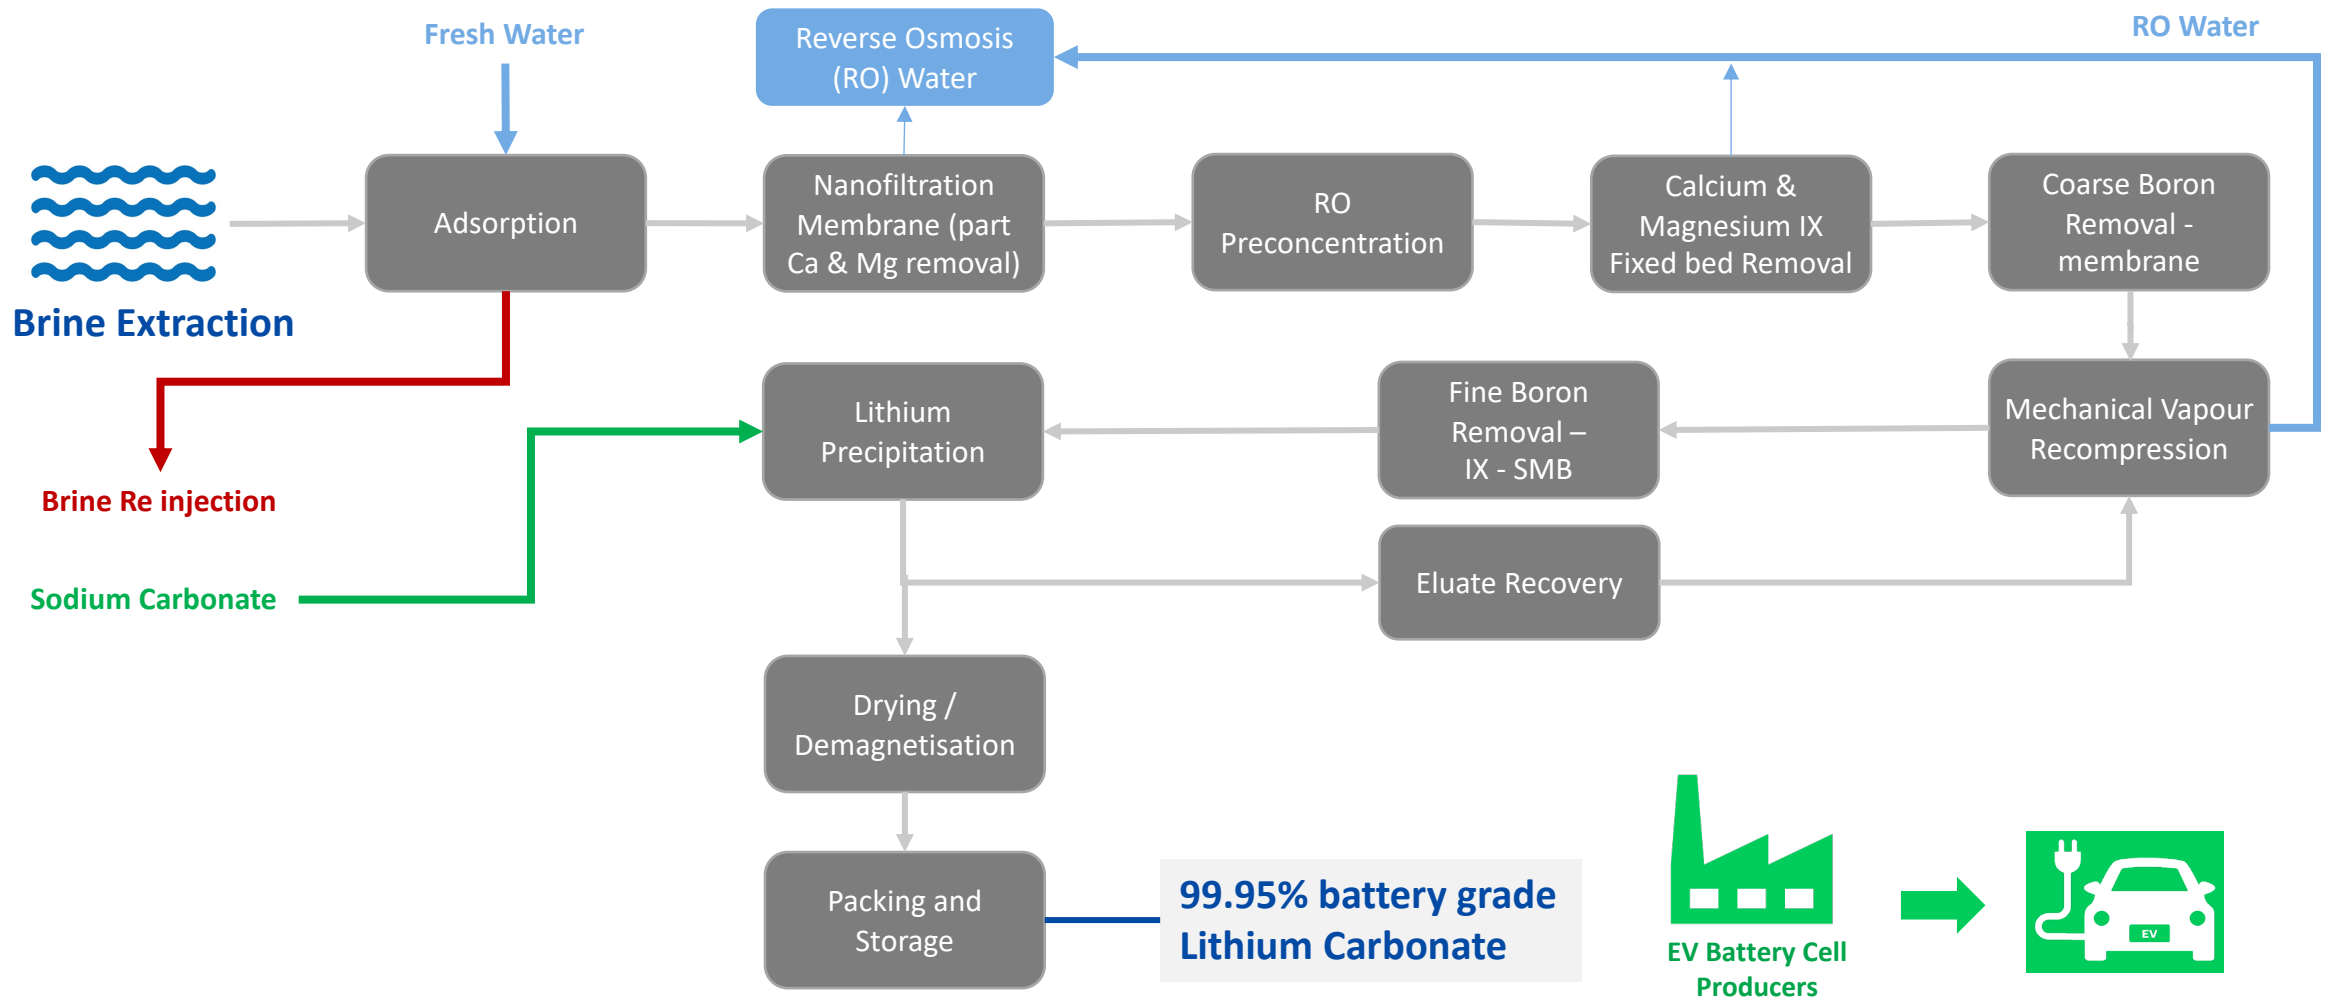 Fresh Water
Reverse Osmosis
(RO) Water
RO Water
Adsorption
Nanofiltration
Membrane (part
Ca & Mg removal)
RO
Preconcentration
Calcium &
Magnesium IX
Fixed bed Removal
Coarse Boron
Removal -
membrane
Brine Extraction
Lithium
Precipitation
Fine Boron
Removal –
IX - SMB
Mechanical Vapour
Recompression
Brine Re injection
Sodium Carbonate
Eluate Recovery
Drying /
Demagnetisation
Packing and
Storage
99.95% battery grade
Lithium Carbonate
EV Battery Cell
Producers
EV